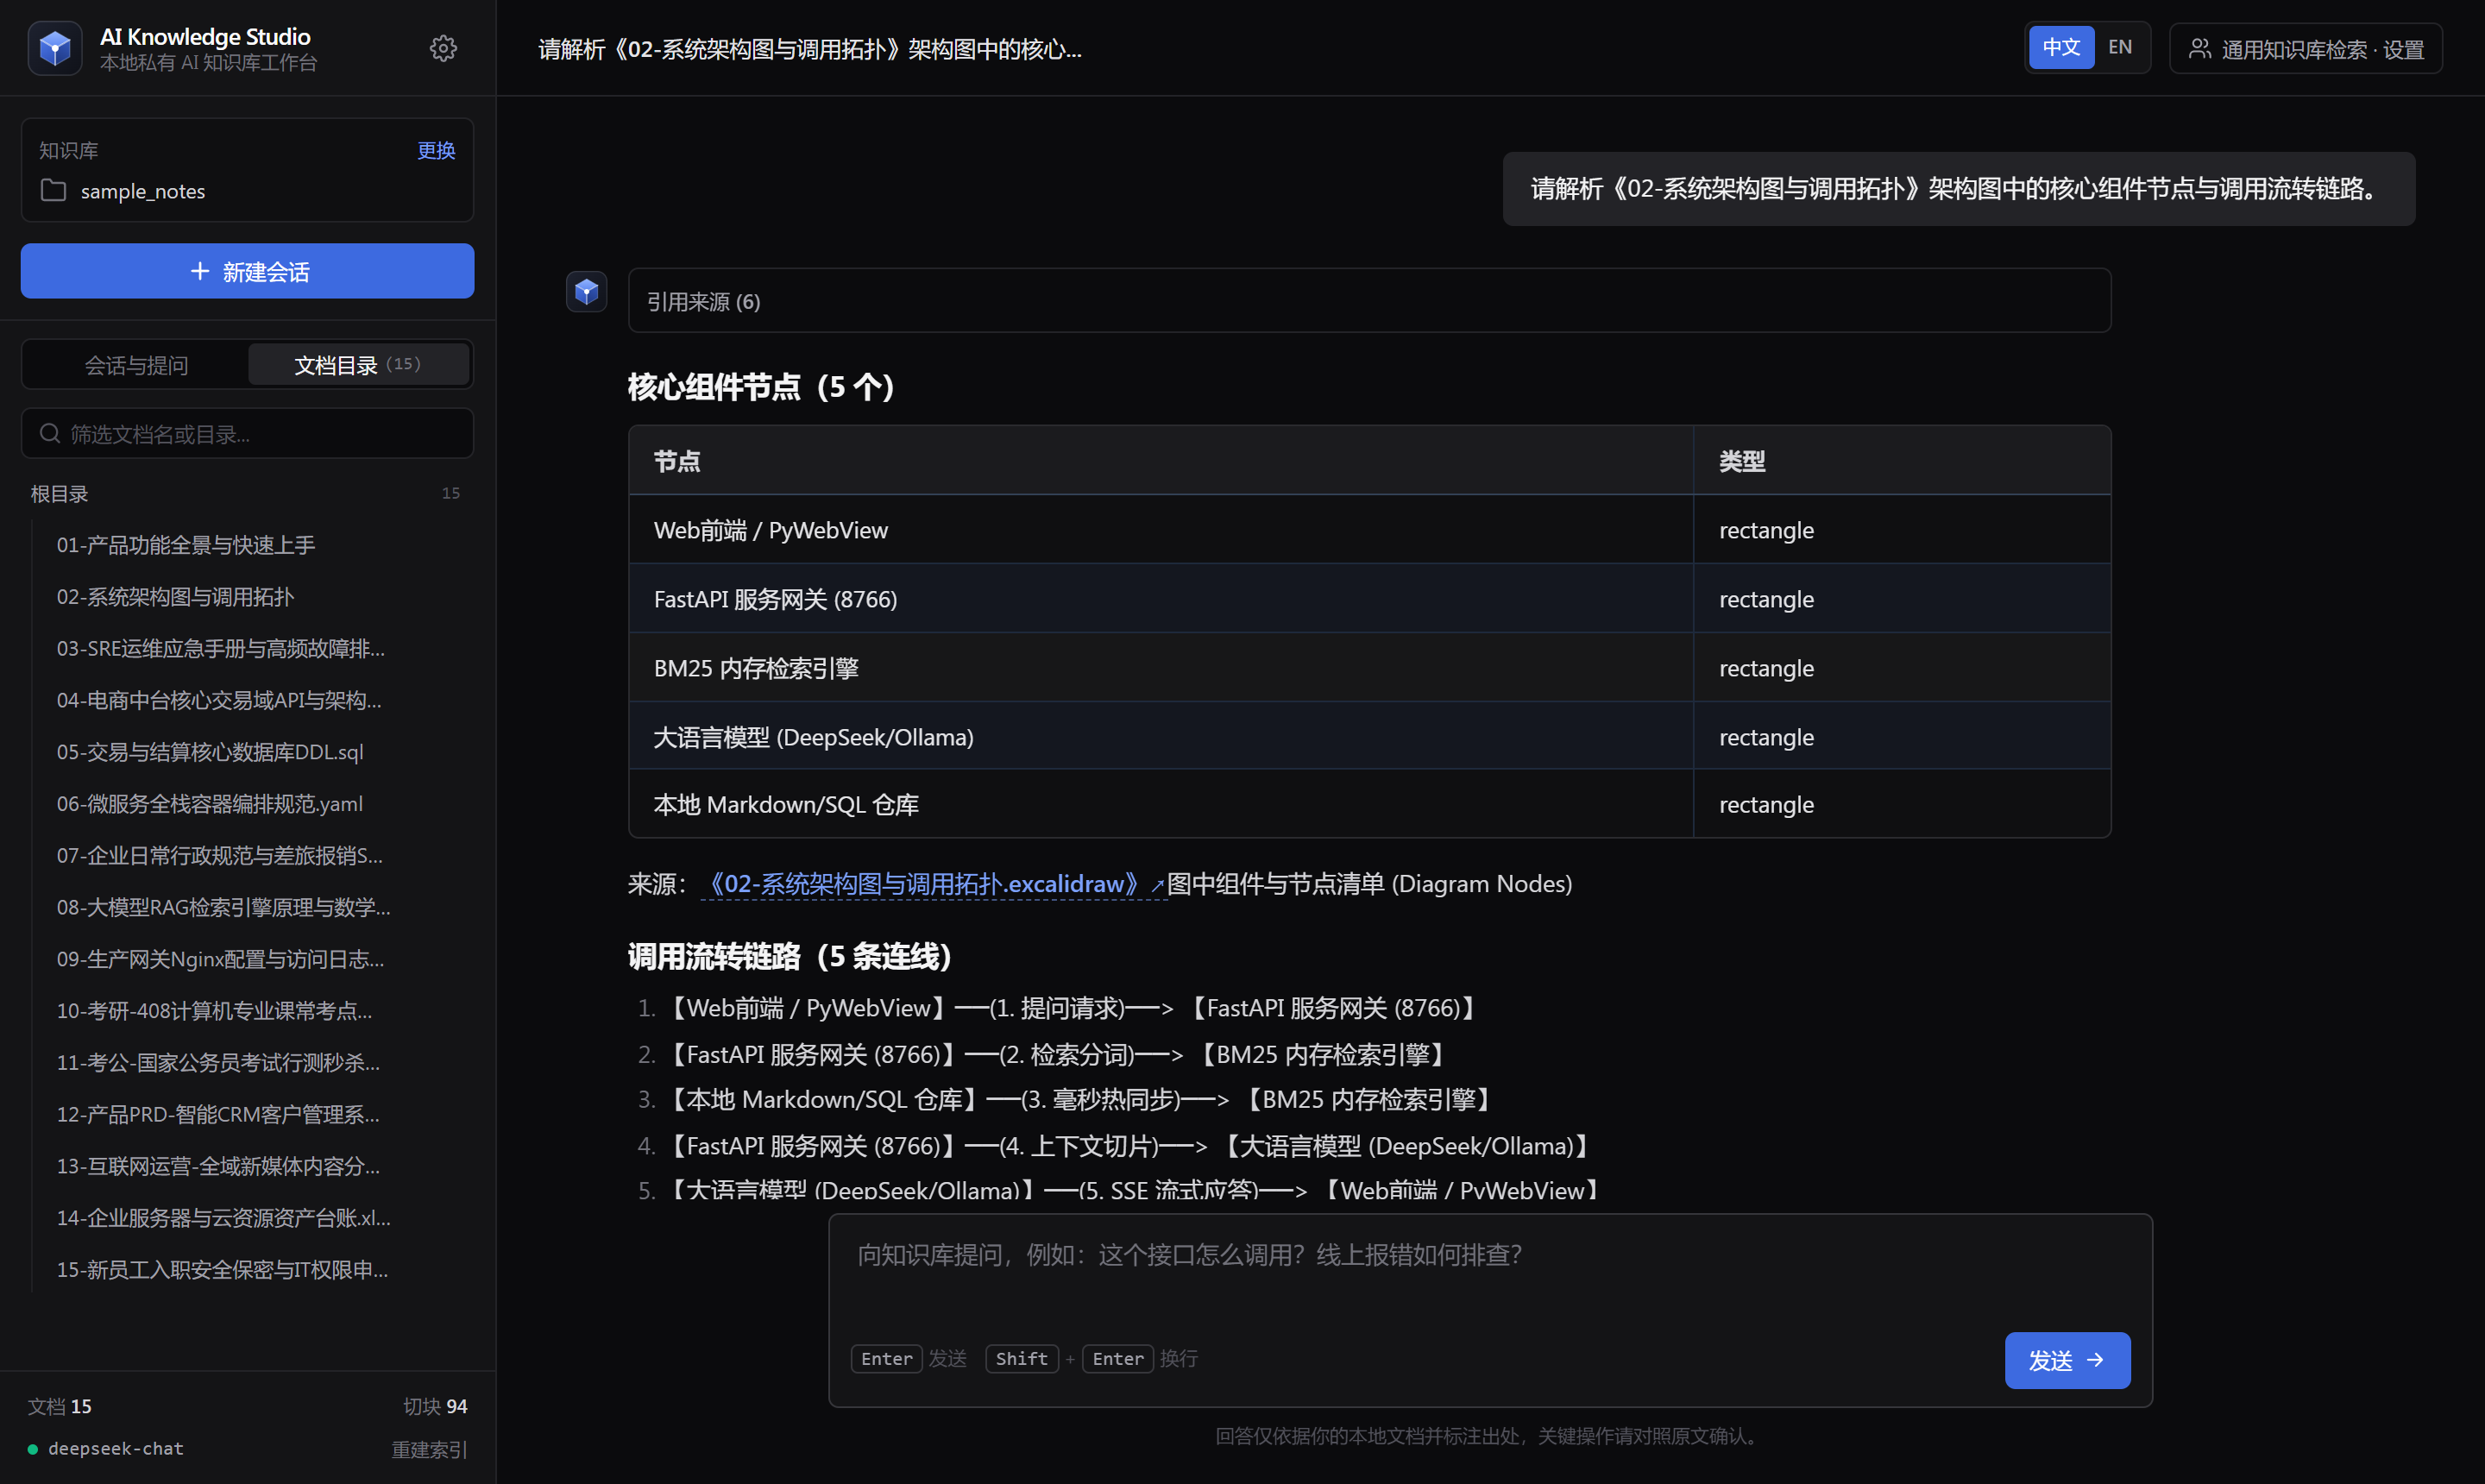 AI Knowledge Studio
本地私有 AI 知识库工作台
知识库
更换
sample_notes
+ 新建会话
会话与提问
文档目录 (15)
筛选文档名或目录...
根目录
15
01-产品功能全景与快速上手
02-系统架构图与调用拓扑
03-SRE运维应急手册与高频故障排...
04-电商中台核心交易域API与架构...
05-交易与结算核心数据库DDL.sql
06-微服务全栈容器编排规范.yaml
07-企业日常行政规范与差旅报销S...
08-大模型RAG检索引擎原理与数学...
09-生产网关Nginx配置与访问日志...
10-考研-408计算机专业课常考点...
11-考公-国家公务员考试行测秒杀...
12-产品PRD-智能CRM客户管理系...
13-互联网运营-全域新媒体内容分...
14-企业服务器与云资源资产台账.xl...
15-新员工入职安全保密与IT权限申...
文档 15
切块 94
deepseek-chat
重建索引
请解析《02-系统架构图与调用拓扑》架构图中的核心...
中文
EN
通用知识库检索 · 设置
请解析《02-系统架构图与调用拓扑》架构图中的核心组件节点与调用流转链路。
引用来源 (6)
核心组件节点（5 个）
节点 类型
Web前端 / PyWebView rectangle
FastAPI 服务网关 (8766) rectangle
BM25 内存检索引擎 rectangle
大语言模型 (DeepSeek/Ollama) rectangle
本地 Markdown/SQL 仓库 rectangle
来源：《02-系统架构图与调用拓扑.excalidraw》↗图中组件与节点清单 (Diagram Nodes)
调用流转链路（5 条连线）
1. 【Web前端 / PyWebView】──(1. 提问请求)──> 【FastAPI 服务网关 (8766)】
2. 【FastAPI 服务网关 (8766)】──(2. 检索分词)──> 【BM25 内存检索引擎】
3. 【本地 Markdown/SQL 仓库】──(3. 毫秒热同步)──> 【BM25 内存检索引擎】
4. 【FastAPI 服务网关 (8766)】──(4. 上下文切片)──> 【大语言模型 (DeepSeek/Ollama)】
5. 【大语言模型 (DeepSeek/Ollama)】──(5. SSE 流式应答)──> 【Web前端 / PyWebView】
向知识库提问，例如：这个接口怎么调用？线上报错如何排查？
Enter 发送 Shift + Enter 换行
发送 →
回答仅依据你的本地文档并标注出处，关键操作请对照原文确认。